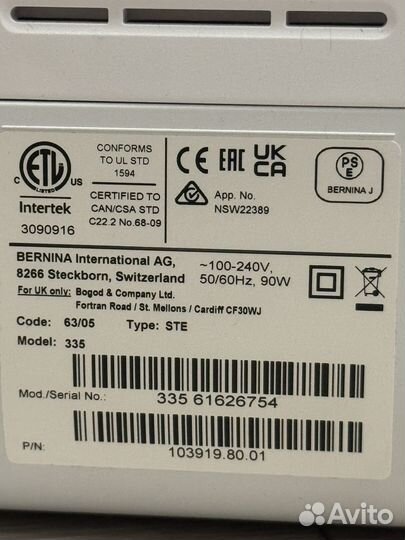 CONFORMS
TO UL STD
1594
ETL
LISTED
C US
Intertek
3090916
CERTIFIED TO
CAN/CSA STD
C22.2 No.68-09
CE EAC UK CA
App. No.
NSW22389
PS E
BERNINA J
BERNINA International AG,
8266 Steckborn, Switzerland
~100-240V,
50/60Hz, 90W
For UK only: Bogod & Company Ltd.
Fortran Road / St. Mellons / Cardiff CF30WJ
Code: 63/05 Type: STE
Model: 335
Mod./Serial No.: 335 61626754
P/N: 103919.80.01
Avito